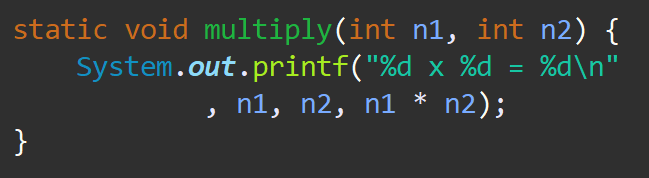 static void multiply(int n1, int n2) {
    System.out.printf("%d x %d = %d\n"
            , n1, n2, n1 * n2);
}